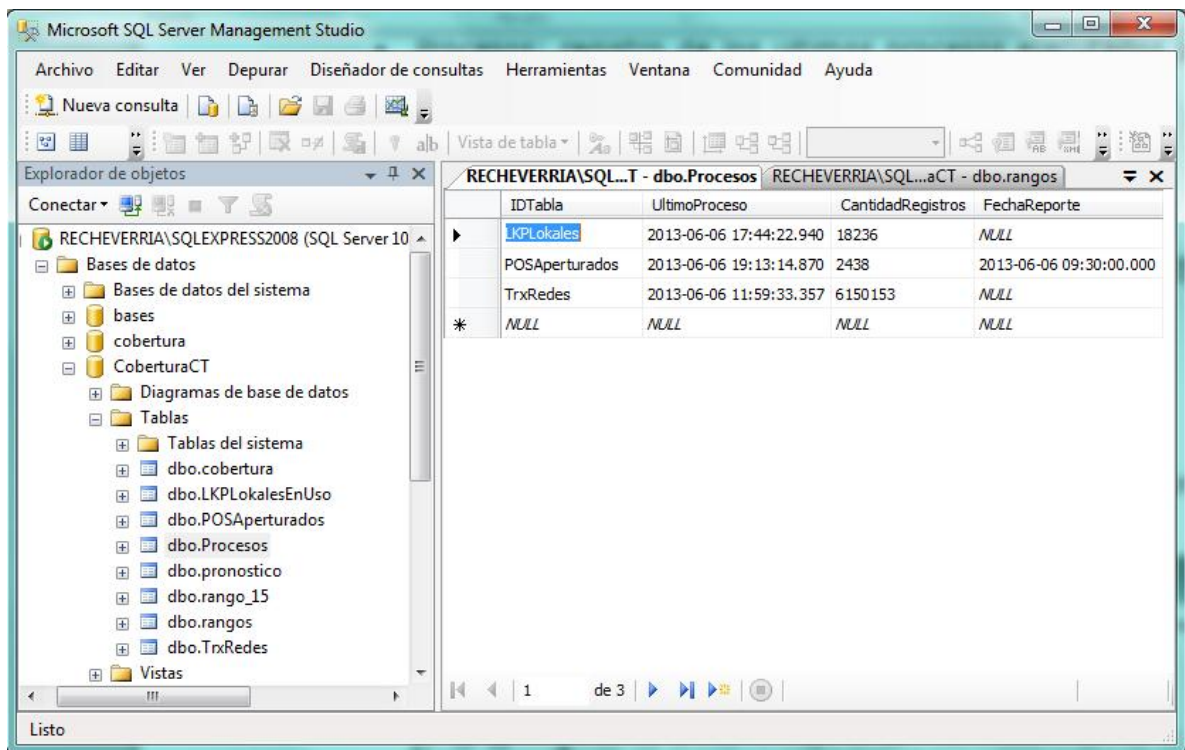 Microsoft SQL Server Management Studio
Archivo Editar Ver Depurar Diseñador de consultas Herramientas Ventana Comunidad Ayuda
Nueva consulta
Vista de tabla
Explorador de objetos
RECHEVERRIA\SQL...T - dbo.Procesos RECHEVERRIA\SQL...aCT - dbo.rangos
Conectar
IDTabla UltimoProceso CantidadRegistros FechaReporte
LKPLokales 2013-06-06 17:44:22.940 18236 NULL
POSAperturados 2013-06-06 19:13:14.870 2438 2013-06-06 09:30:00.000
TrxRedes 2013-06-06 11:59:33.357 6150153 NULL
NULL NULL NULL NULL
RECHEVERRIA\SQLEXPRESS2008 (SQL Server 10
Bases de datos
Bases de datos del sistema
bases
cobertura
CoberturaCT
Diagramas de base de datos
Tablas
Tablas del sistema
dbo.cobertura
dbo.LKPLokalesEnUso
dbo.POSAperturados
dbo.Procesos
dbo.pronostico
dbo.rango_15
dbo.rangos
dbo.TrxRedes
Vistas
1 de 3
Listo